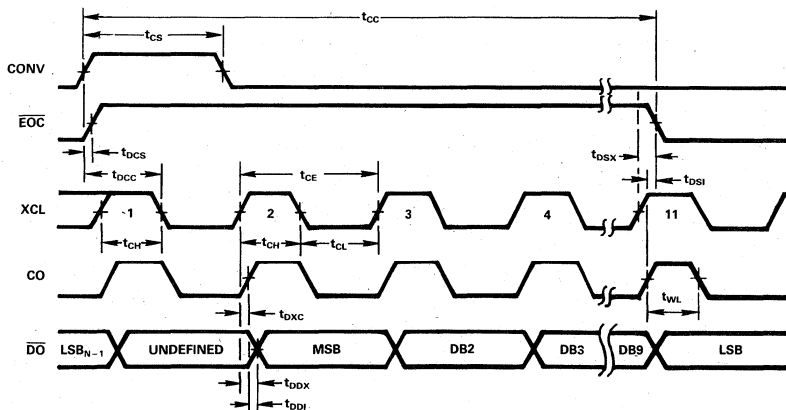 tCC
tCS
CONV
EOC
tDCS
tDSX
tDCC
tCE
tDSI
XCL
1
2
3
4
11
tCH
tCH
tCL
CO
tWL
tDXC
DO
LSBN−1
UNDEFINED
MSB
DB2
DB3
DB9
LSB
tDDX
tDDI